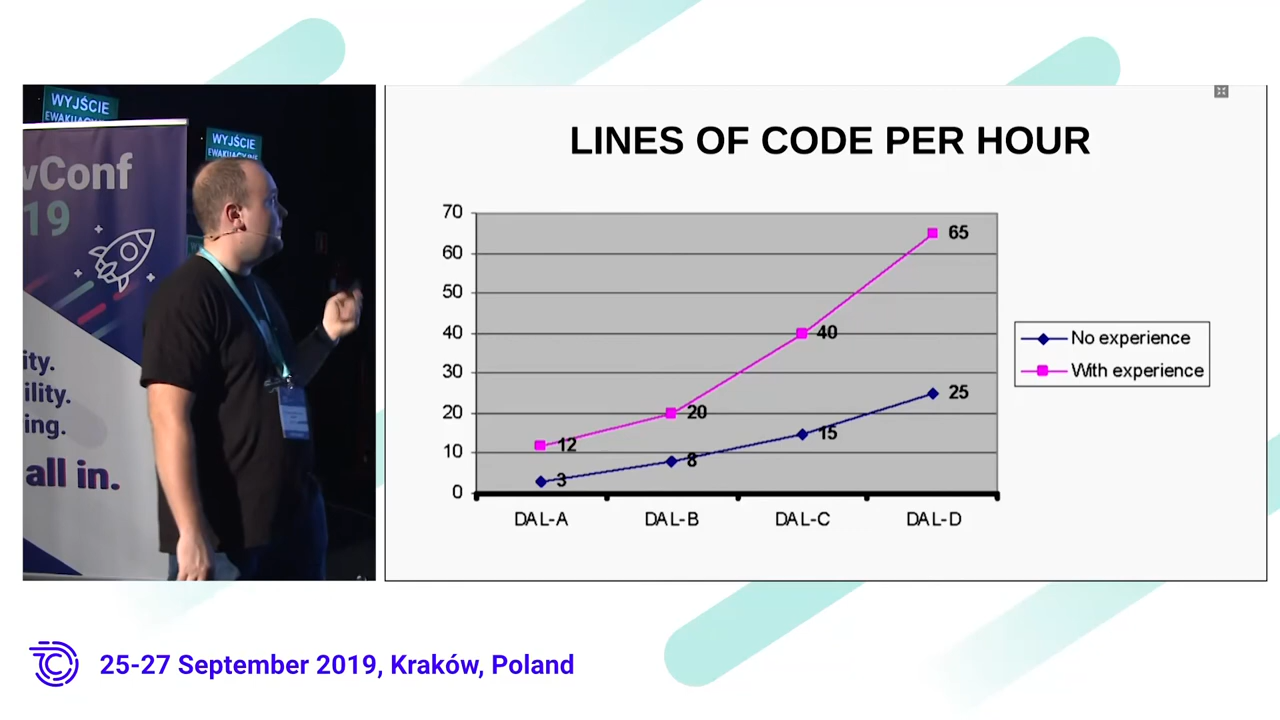 WYJŚCIE
EWAKUACYJNE
WYJŚCIE
EWAKUACYJNE
vConf
19
ity.
ility.
ing.
all in.
LINES OF CODE PER HOUR
70
60
50
40
30
20
10
0
65
40
20
12
25
15
8
3
DAL-A DAL-B DAL-C DAL-D
No experience
With experience
25-27 September 2019, Kraków, Poland